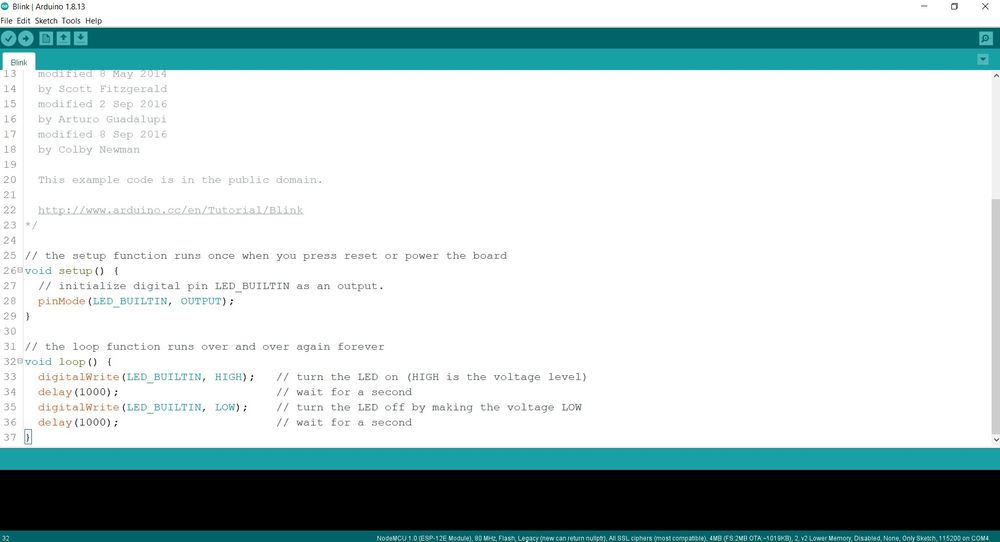 Blink | Arduino 1.8.13
File Edit Sketch Tools Help
Blink
13 modified 8 May 2014
14 by Scott Fitzgerald
15 modified 2 Sep 2016
16 by Arturo Guadalupi
17 modified 8 Sep 2016
18 by Colby Newman
19
20 This example code is in the public domain.
21
22 http://www.arduino.cc/en/Tutorial/Blink
23 */
24
25 // the setup function runs once when you press reset or power the board
26 void setup() {
27 // initialize digital pin LED_BUILTIN as an output.
28 pinMode(LED_BUILTIN, OUTPUT);
29 }
30
31 // the loop function runs over and over again forever
32 void loop() {
33 digitalWrite(LED_BUILTIN, HIGH); // turn the LED on (HIGH is the voltage level)
34 delay(1000); // wait for a second
35 digitalWrite(LED_BUILTIN, LOW); // turn the LED off by making the voltage LOW
36 delay(1000); // wait for a second
37 }
32 NodeMCU 1.0 (ESP-12E Module), 80 MHz, Flash, Legacy (new can return nullptr), All SSL ciphers (most compatible), 4MB (FS:2MB OTA:~1019KB), 2, v2 Lower Memory, Disabled, None, Only Sketch, 115200 on COM4